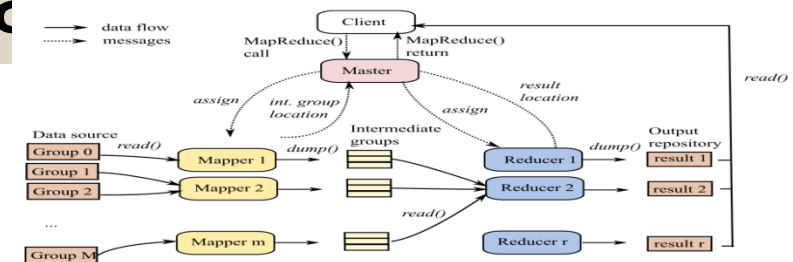 Client
data flow
messages
MapReduce()
call
MapReduce()
return
Master
read()
assign
int. group
location
assign
result
location
Data source
Intermediate
groups
Output
repository
Group 0
read()
Mapper 1
dump()
Reducer 1
dump()
result 1
Group 1
Group 2
Mapper 2
Reducer 2
result 2
read()
...
Group M
Mapper m
Reducer r
result r